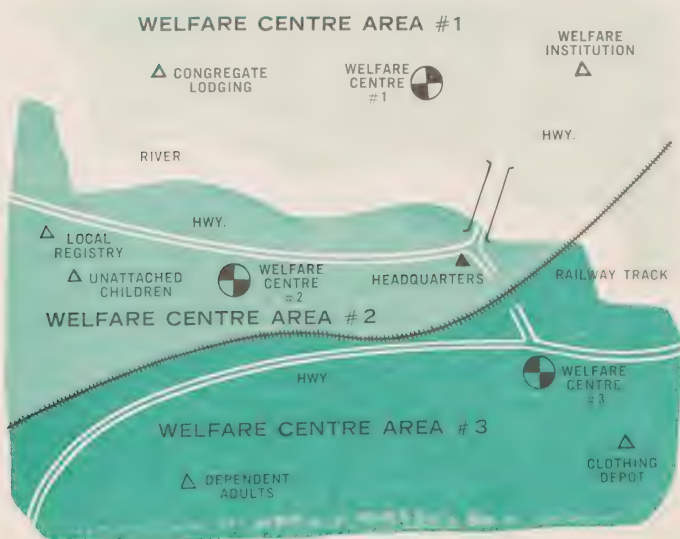 WELFARE CENTRE AREA #1
WELFARE
INSTITUTION
CONGREGATE
LODGING
WELFARE
CENTRE
#1
HWY.
RIVER
HWY.
LOCAL
REGISTRY
UNATTACHED
CHILDREN
WELFARE
CENTRE
#2
HEADQUARTERS
RAILWAY TRACK
WELFARE CENTRE AREA #2
HWY
WELFARE
CENTRE
#3
WELFARE CENTRE AREA #3
DEPENDENT
ADULTS
CLOTHING
DEPOT